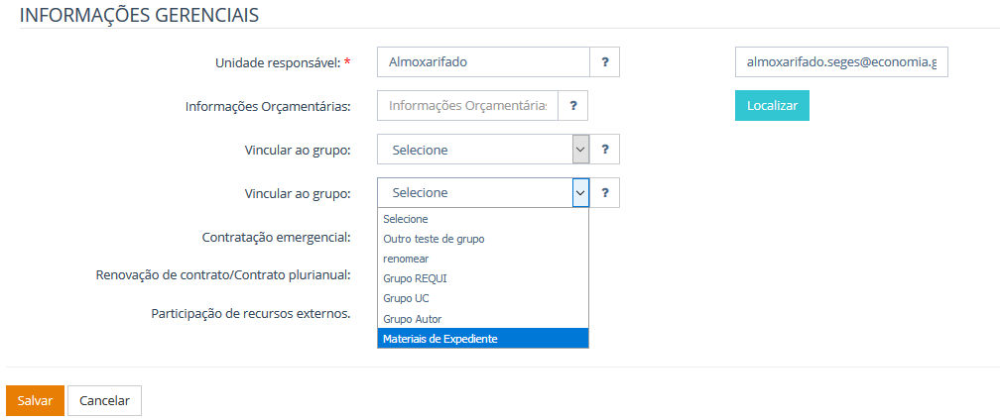 INFORMAÇÕES GERENCIAIS
Unidade responsável: * Almoxarifado ? almoxarifado.seges@economia.g
Informações Orçamentárias: Informações Orçamentárias ? Localizar
Vincular ao grupo: Selecione ?
Vincular ao grupo: Selecione ?
Selecione
Outro teste de grupo
Contratação emergencial:
renomear
Renovação de contrato/Contrato plurianual:
Grupo REQUI
Grupo UC
Participação de recursos externos.
Grupo Autor
Materiais de Expediente
Salvar Cancelar